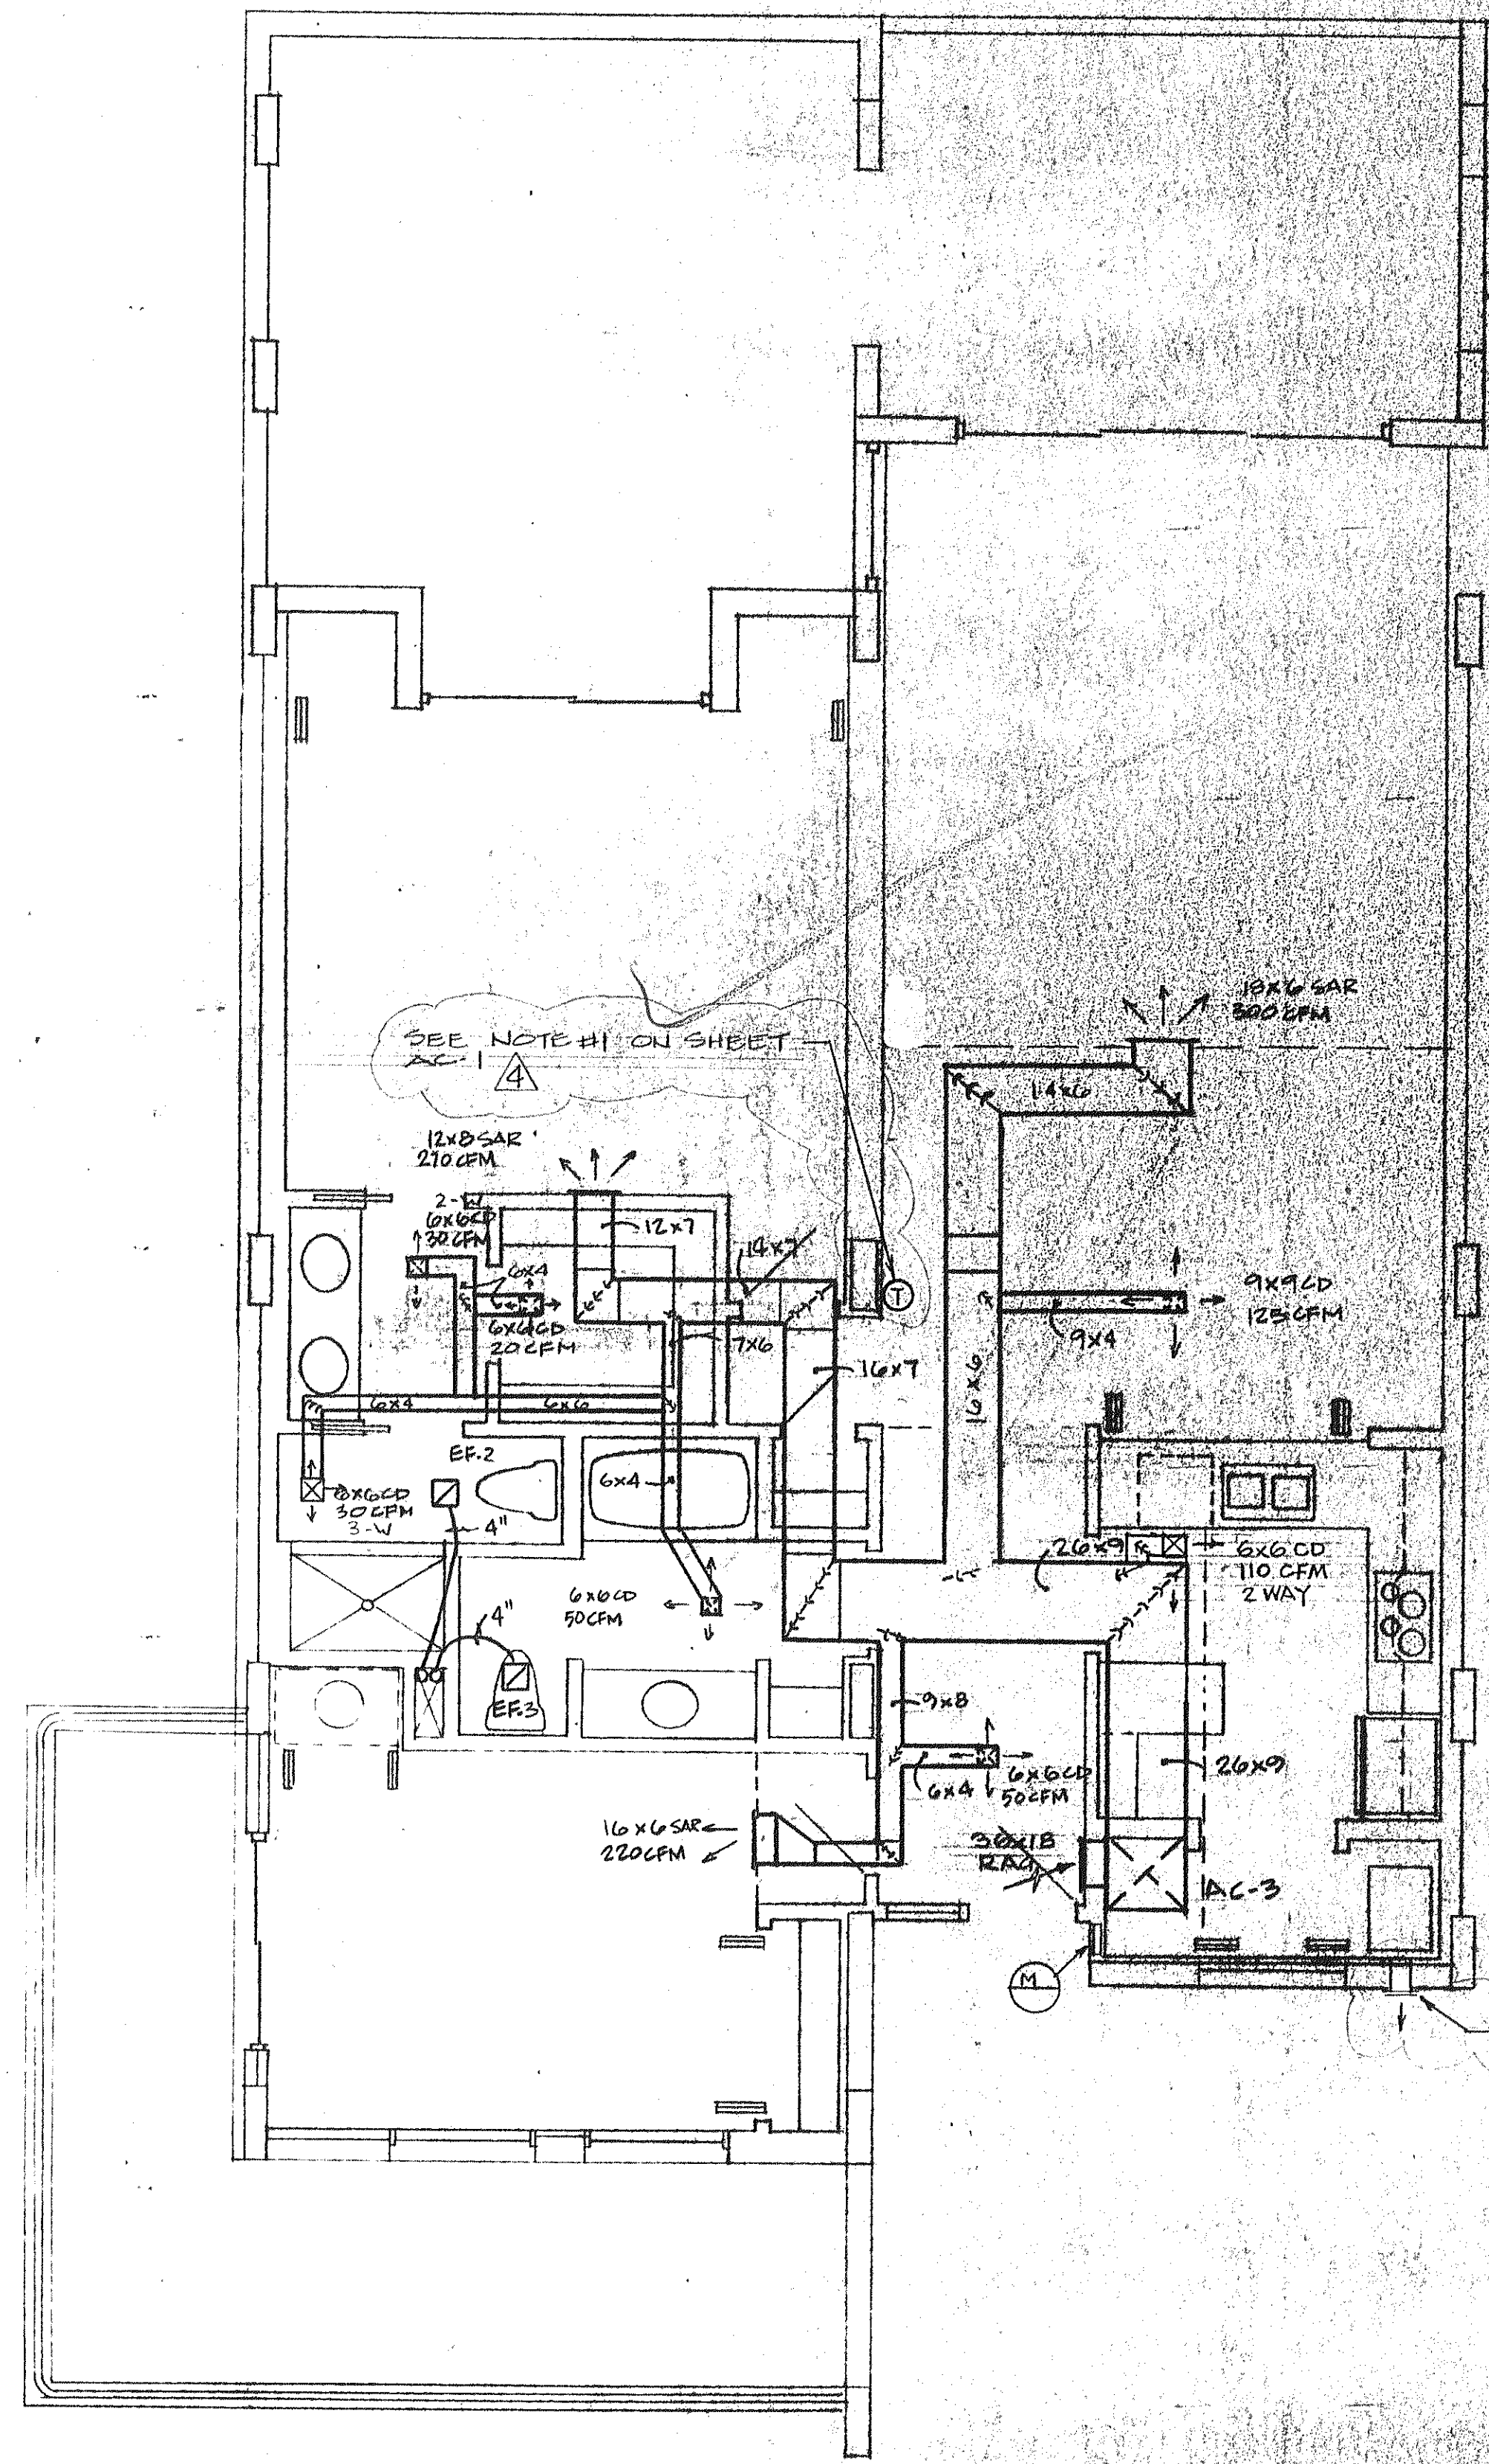 18X6 SAR
300 CFM
SEE NOTE #1 ON SHEET
AC-1
4
14x6
12x8 SAR
270 CFM
2-W
6x6 CD
30 CFM
12x7
14x7
6x4
T
9x9 CD
125 CFM
6x6 CD
20 CFM
7x6
9x4
16x7
16x6
6x4
6x6
EF.2
6x4
6x6 CD
30 CFM
3-W
4"
26x9
6x6 CD
110 CFM
2 WAY
6x6 CD
50 CFM
4"
EF.3
9x8
26x9
6x4
6x6 CD
50 CFM
16x6 SAR
220 CFM
36x18
RAG
AC-3
M